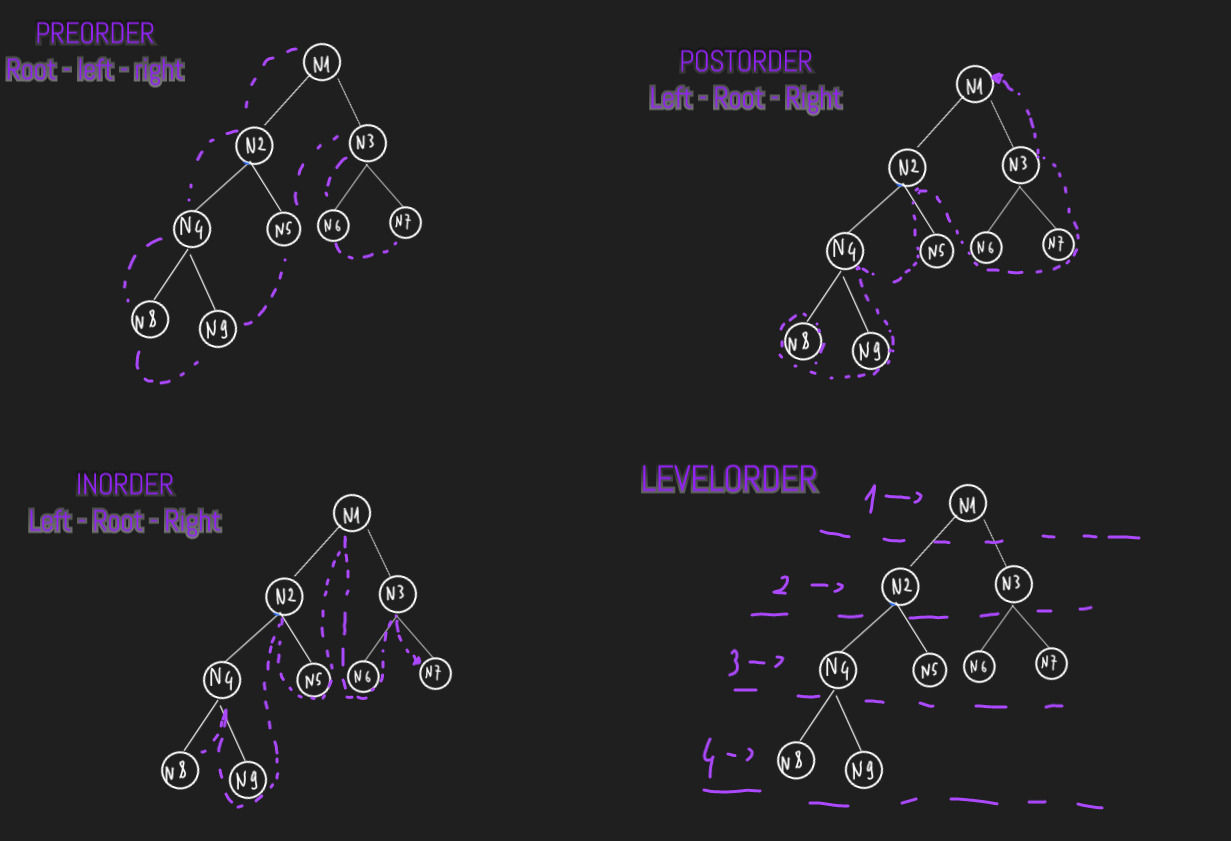 PREORDER
Root - left - right
N1
N2
N3
N4
N5
N6
N7
N8
N9
POSTORDER
Left - Root - Right
N1
N2
N3
N4
N5
N6
N7
N8
N9
INORDER
Left - Root - Right
N1
N2
N3
N4
N5
N6
N7
N8
N9
LEVELORDER
1 -> N1
2 -> N2 N3
3 -> N4 N5 N6 N7
4 -> N8 N9